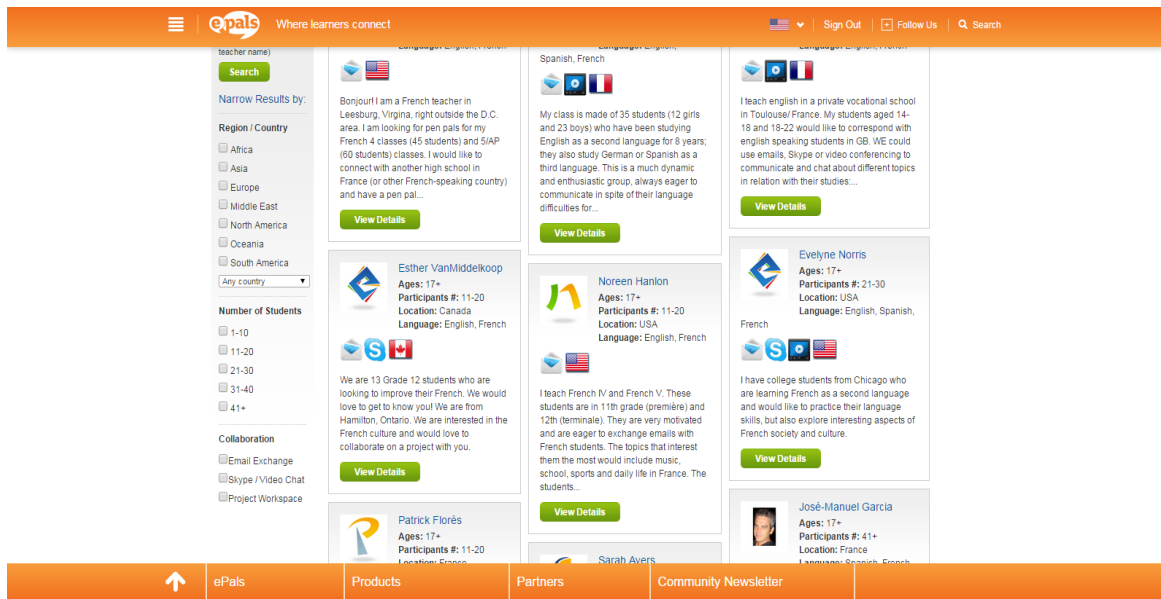 epals
Where learners connect
Sign Out
Follow Us
Search
teacher name)
Search
Narrow Results by:
Region / Country
Africa
Asia
Europe
Middle East
North America
Oceania
South America
Any country
Number of Students
1-10
11-20
21-30
31-40
41+
Collaboration
Email Exchange
Skype / Video Chat
Project Workspace
Language: English, French
Bonjour! I am a French teacher in
Leesburg, Virgina, right outside the D.C.
area. I am looking for pen pals for my
French 4 classes (45 students) and 5/AP
(60 students) classes. I would like to
connect with another high school in
France (or other French-speaking country)
and have a pen pal...
View Details
Esther VanMiddelkoop
Ages: 17+
Participants #: 11-20
Location: Canada
Language: English, French
We are 13 Grade 12 students who are
looking to improve their French. We would
love to get to know you! We are from
Hamilton, Ontario. We are interested in the
French culture and would love to
collaborate on a project with you.
View Details
Patrick Florès
Ages: 17+
Participants #: 11-20
Location: France
Language: English,
Spanish, French
My class is made of 35 students (12 girls
and 23 boys) who have been studying
English as a second language for 8 years;
they also study German or Spanish as a
third language. This is a much dynamic
and enthusiastic group, always eager to
communicate in spite of their language
difficulties for...
View Details
Noreen Hanlon
Ages: 17+
Participants #: 11-20
Location: USA
Language: English, French
I teach French IV and French V. These
students are in 11th grade (première) and
12th (terminale). They are very motivated
and are eager to exchange emails with
French students. The topics that interest
them the most would include music,
school, sports and daily life in France. The
students...
View Details
Sarah Ayers
Language: English, French
I teach english in a private vocational school
in Toulouse/ France. My students aged 14-
18 and 18-22 would like to correspond with
english speaking students in GB. WE could
use emails, Skype or video conferencing to
communicate and chat about different topics
in relation with their studies:...
View Details
Evelyne Norris
Ages: 17+
Participants #: 21-30
Location: USA
Language: English, Spanish,
French
I have college students from Chicago who
are learning French as a second language
and would like to practice their language
skills, but also explore interesting aspects of
French society and culture.
View Details
José-Manuel Garcia
Ages: 17+
Participants #: 41+
Location: France
Language: Spanish, French
ePals
Products
Partners
Community Newsletter